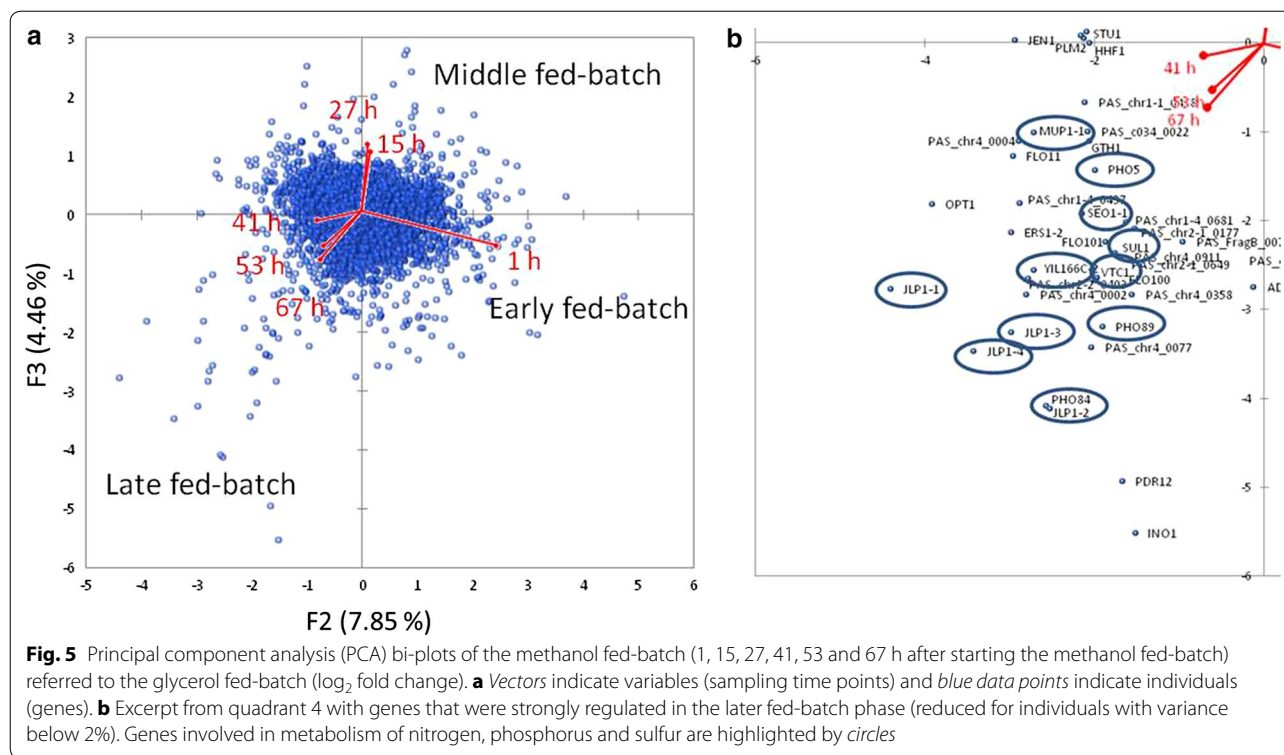 a
3
2
1
0
-1
-2
-3
-4
-5
-6
-5
-4
-3
-2
-1
0
1
2
3
4
5
6
F3 (4.46 %)
F2 (7.85 %)
Middle fed-batch
27 h
15 h
41 h
53 h
67 h
1 h
Early fed-batch
Late fed-batch
b
-6
-4
-2
0
0
-1
-2
-3
-4
-5
-6
STU1
JEN1
PLM2
HHF1
41 h
53 h
67 h
MUP1-1
PAS_c034_0022
PAS_chr4_0004
GTH1
FLO11
PHO5
PAS_chr1-4_0497
OPT1
SEO1-1
PAS_chr1-4_0681
ERS1-2
PAS_chr2-1_0177
FLO101
SUL1
PAS_chr4_0911
YIL166C
VTC1
FLO100
JLP1-1
PAS_chr4_0002
PAS_chr4_0358
AD
PHO89
JLP1-3
PAS_chr4_0077
JLP1-4
PHO84
JLP1-2
PDR12
INO1
Fig. 5 Principal component analysis (PCA) bi-plots of the methanol fed-batch (1, 15, 27, 41, 53 and 67 h after starting the methanol fed-batch)
referred to the glycerol fed-batch (log₂ fold change). a Vectors indicate variables (sampling time points) and blue data points indicate individuals
(genes). b Excerpt from quadrant 4 with genes that were strongly regulated in the later fed-batch phase (reduced for individuals with variance
below 2%). Genes involved in metabolism of nitrogen, phosphorus and sulfur are highlighted by circles